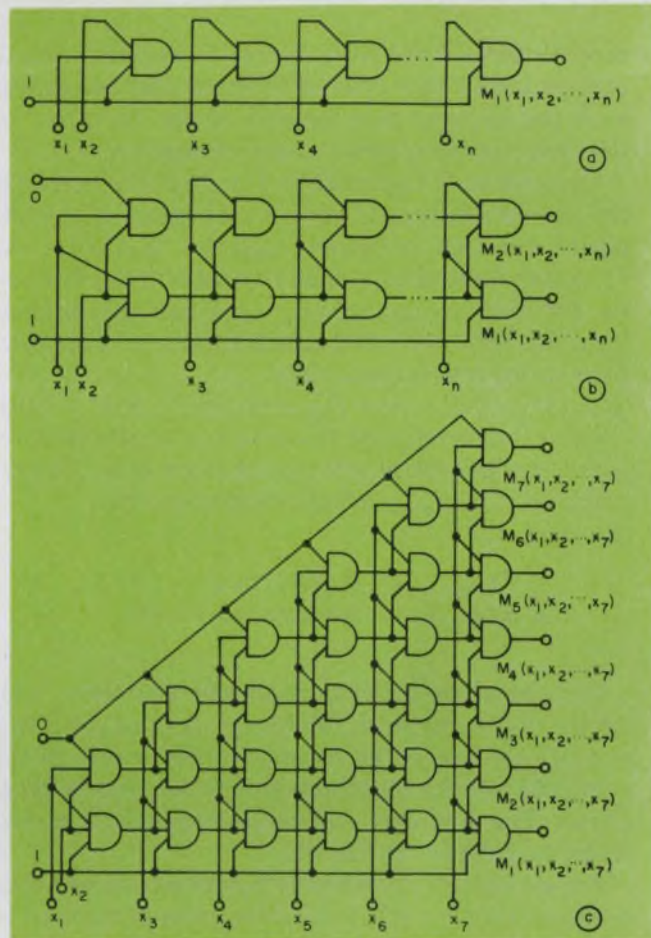 1
x₁ x₂ x₃ x₄ xₙ
M₁(x₁,x₂,···,xₙ)
a
0
M₂(x₁,x₂,···,xₙ)
M₁(x₁,x₂,···,xₙ)
1
x₁ x₂ x₃ x₄ xₙ
b
M₇(x₁,x₂,···,x₇)
M₆(x₁,x₂,···,x₇)
M₅(x₁,x₂,···,x₇)
M₄(x₁,x₂,···,x₇)
M₃(x₁,x₂,···,x₇)
0
M₂(x₁,x₂,···,x₇)
M₁(x₁,x₂,···,x₇)
1
x₂
x₁ x₃ x₄ x₅ x₆ x₇
c